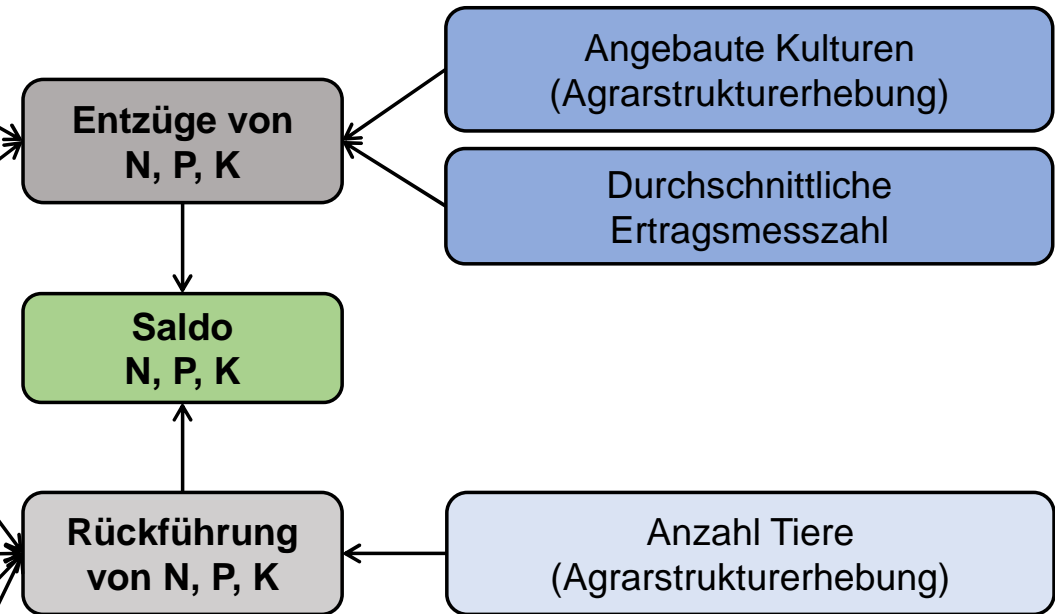 Angebaute Kulturen
(Agrarstrukturerhebung)
Entzüge von
N, P, K
Durchschnittliche
Ertragsmesszahl
Saldo
N, P, K
Rückführung
von N, P, K
Anzahl Tiere
(Agrarstrukturerhebung)